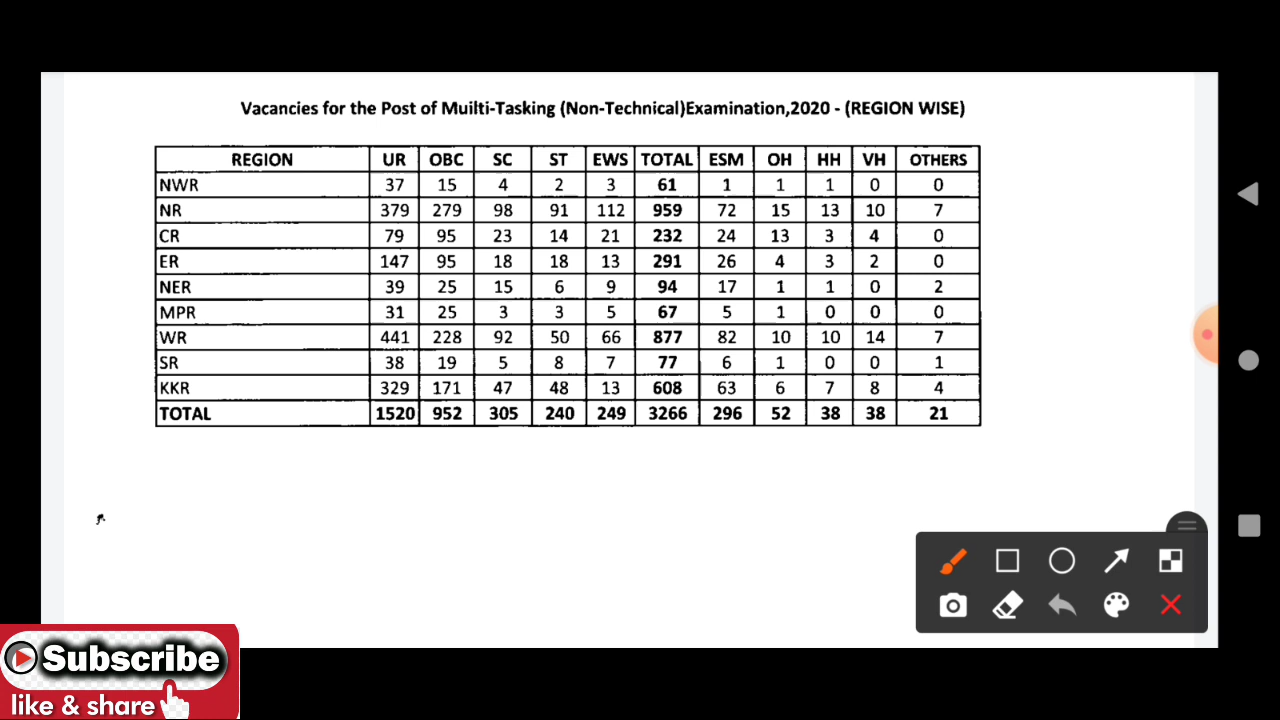 Vacancies for the Post of Muilti-Tasking (Non-Technical)Examination,2020 - (REGION WISE)
REGION UR OBC SC ST EWS TOTAL ESM OH HH VH OTHERS
NWR 37 15 4 2 3 61 1 1 1 0 0
NR 379 279 98 91 112 959 72 15 13 10 7
CR 79 95 23 14 21 232 24 13 3 4 0
ER 147 95 18 18 13 291 26 4 3 2 0
NER 39 25 15 6 9 94 17 1 1 0 2
MPR 31 25 3 3 5 67 5 1 0 0 0
WR 441 228 92 50 66 877 82 10 10 14 7
SR 38 19 5 8 7 77 6 1 0 0 1
KKR 329 171 47 48 13 608 63 6 7 8 4
TOTAL 1520 952 305 240 249 3266 296 52 38 38 21
Subscribe
like & share